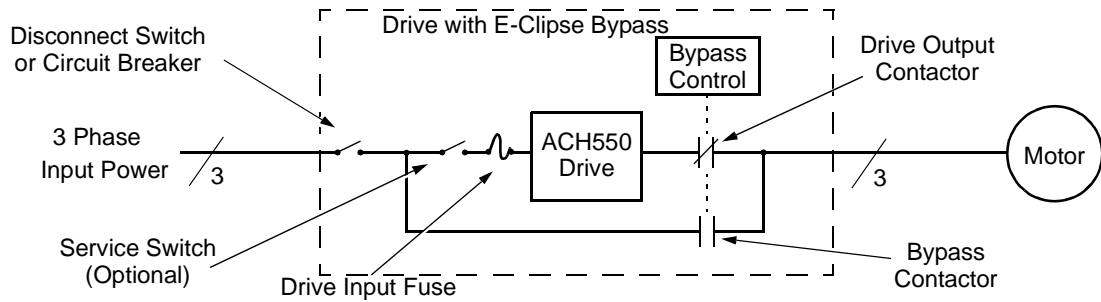 Drive with E-Clipse Bypass
Disconnect Switch
or Circuit Breaker
Bypass
Control
Drive Output
Contactor
3 Phase
Input Power
3
ACH550
Drive
3
Motor
Service Switch
(Optional)
Drive Input Fuse
Bypass
Contactor